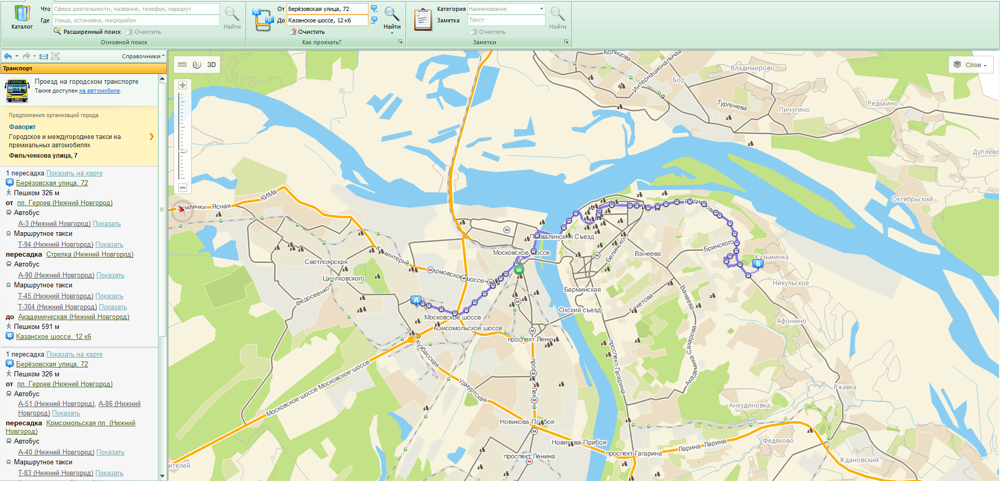 Каталог
Что Сфера деятельности, название, телефон, маршрут
Где Улица, остановка, микрорайон
Найти
Расширенный поиск Очистить
Основной поиск
От Берёзовская улица, 72
До Казанское шоссе, 12 к6
Найти
Очистить
Как проехать?
Категория Наименование
Заметка Текст
Найти
Очистить
Заметки
Справочники
Транспорт
Проезд на городском транспорте
Также доступен на автомобиле.
Предложения организаций города
Фаворит
Городское и междугороднее такси на
премиальных автомобилях
Фильченкова улица, 7
1 пересадка Показать на карте
A Берёзовская улица, 72
Пешком 326 м
от пл. Героев (Нижний Новгород)
Автобус
А-3 (Нижний Новгород) Показать
Маршрутное такси
Т-94 (Нижний Новгород) Показать
пересадка Стрелка (Нижний Новгород)
Автобус
А-90 (Нижний Новгород) Показать
Маршрутное такси
Т-45 (Нижний Новгород) Показать
Т-304 (Нижний Новгород) Показать
до Академическая (Нижний Новгород)
Пешком 591 м
B Казанское шоссе, 12 к6
1 пересадка Показать на карте
A Берёзовская улица, 72
Пешком 326 м
от пл. Героев (Нижний Новгород)
Автобус
А-51 (Нижний Новгород), А-86 (Нижний
Новгород) Показать
пересадка Комсомольская пл. (Нижний
Новгород)
Автобус
А-40 (Нижний Новгород) Показать
Маршрутное такси
Т-83 (Нижний Новгород) Показать
3D
Слои
Кольцова
Интернациональная
Владимирово
Бор
Тургенева
Пичугино
Редькино
Дуплево
Октябрьский
Землячки Ясная
КИМа
Похвалинский Съезд
Московское шоссе
Белинского
Ванеева
Бринского
Кузьминка
B
Никульское
Светлоярская
Циолковского
Федосеенко
Коминтерна
A
Московское шоссе
Комсомольское шоссе
Барминская
Окский съезд
Бекетова
Ванеева
Афонино
проспект Ленина
Кузбасская
Удмуртская
Московское шоссе Московское шоссе
проспект Ленина
проспект Гагарина
Академика Сахарова
Ржавка
Анкудиновка
Новикова-Прибоя
Новикова-Прибоя
Ларина Ларина
Федяково
проспект Гагарина
проспект Ленина
Ждановский
ителей